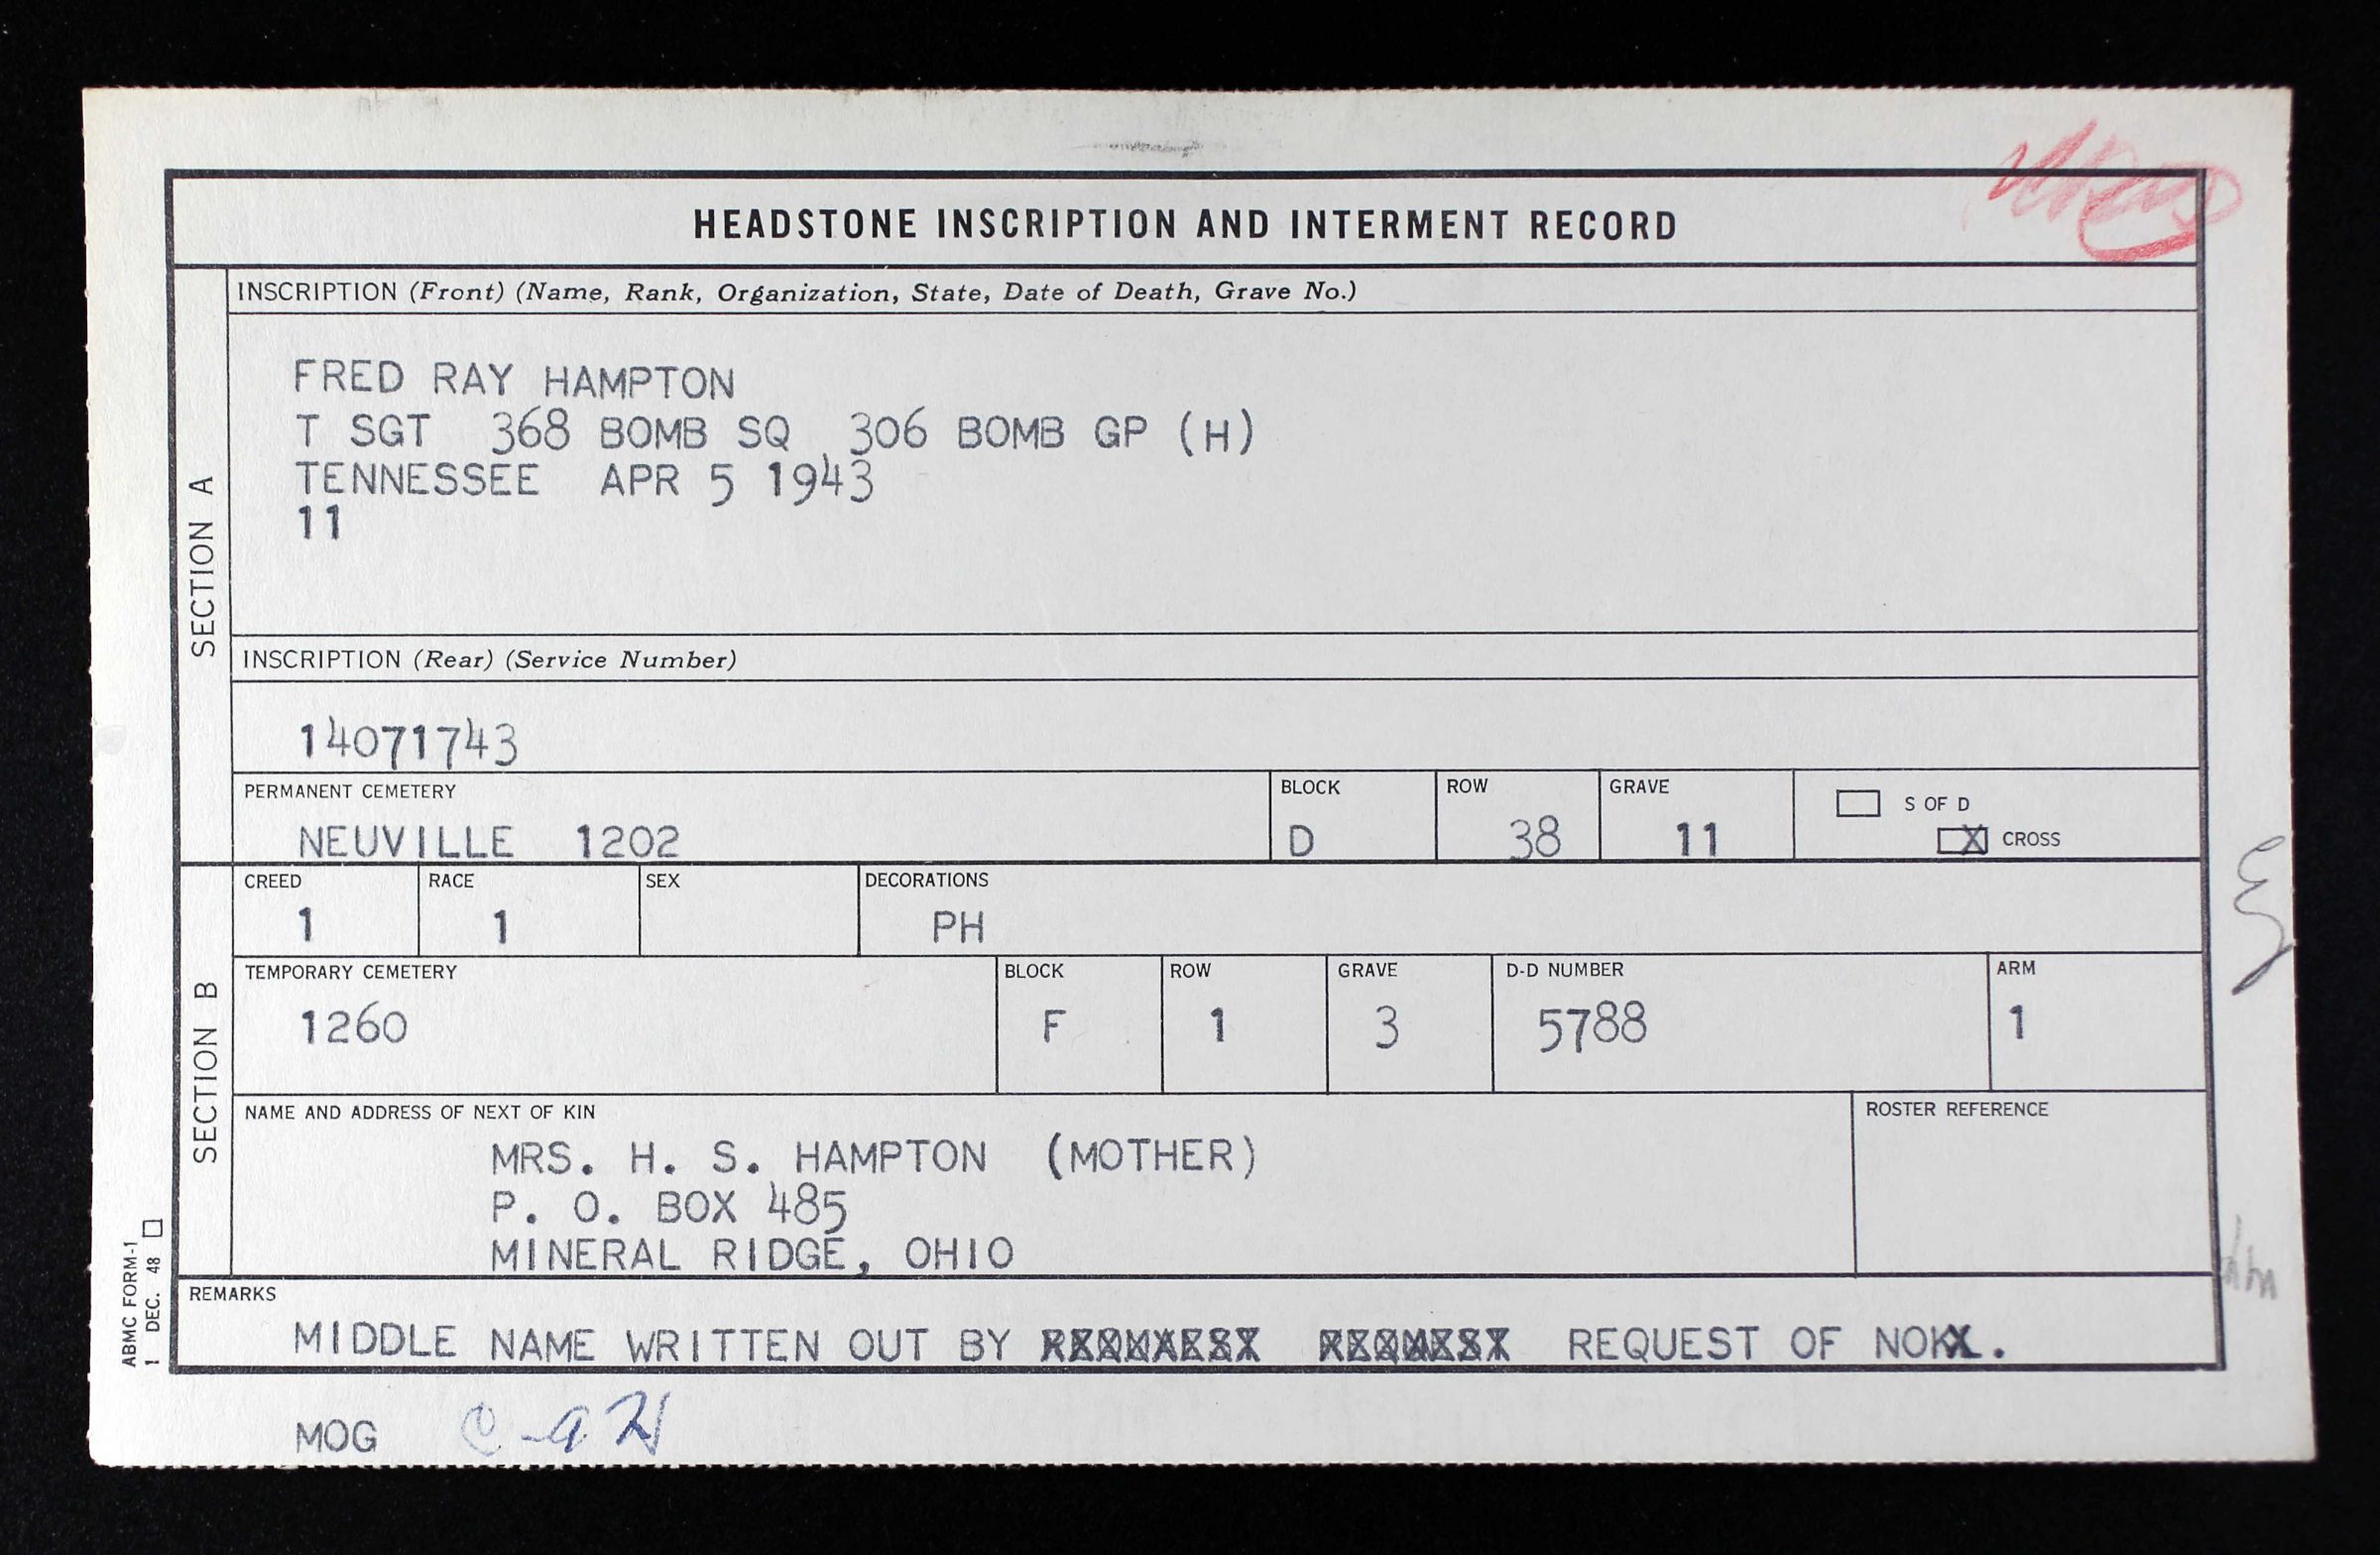 HEADSTONE INSCRIPTION AND INTERMENT RECORD
SECTION A
INSCRIPTION (Front) (Name, Rank, Organization, State, Date of Death, Grave No.)
FRED RAY HAMPTON
T SGT 368 BOMB SQ 306 BOMB GP (H)
TENNESSEE APR 5 1943
11
INSCRIPTION (Rear) (Service Number)
14071743
PERMANENT CEMETERY BLOCK ROW GRAVE S OF D
NEUVILLE 1202 D 38 11 X CROSS
SECTION B
CREED RACE SEX DECORATIONS
1 1 PH
TEMPORARY CEMETERY BLOCK ROW GRAVE D-D NUMBER ARM
1260 F 1 3 5788 1
NAME AND ADDRESS OF NEXT OF KIN ROSTER REFERENCE
MRS. H. S. HAMPTON (MOTHER)
P. O. BOX 485
MINERAL RIDGE, OHIO
ABMC FORM-1
1 DEC. 48
REMARKS
MIDDLE NAME WRITTEN OUT BY REQUEST OF NOK.
MOG